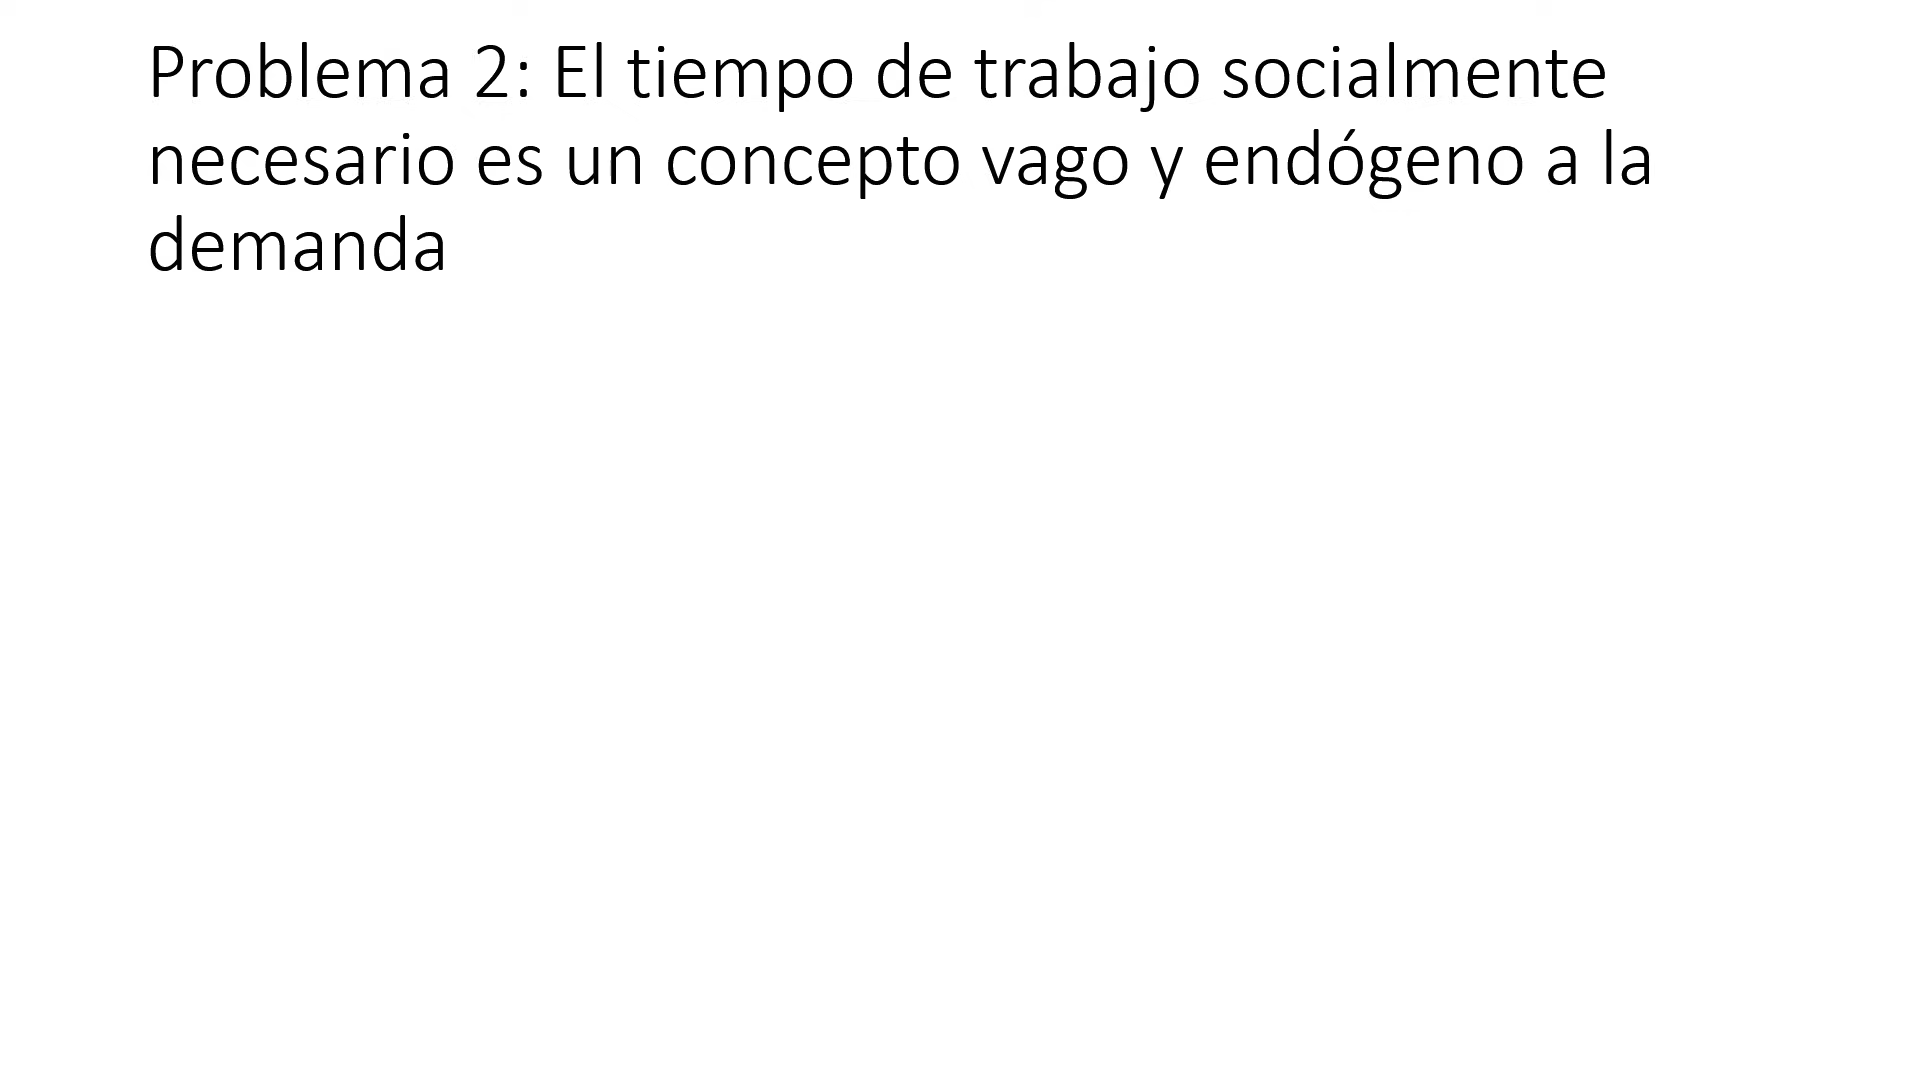 Problema 2: El tiempo de trabajo socialmente
necesario es un concepto vago y endógeno a la
demanda